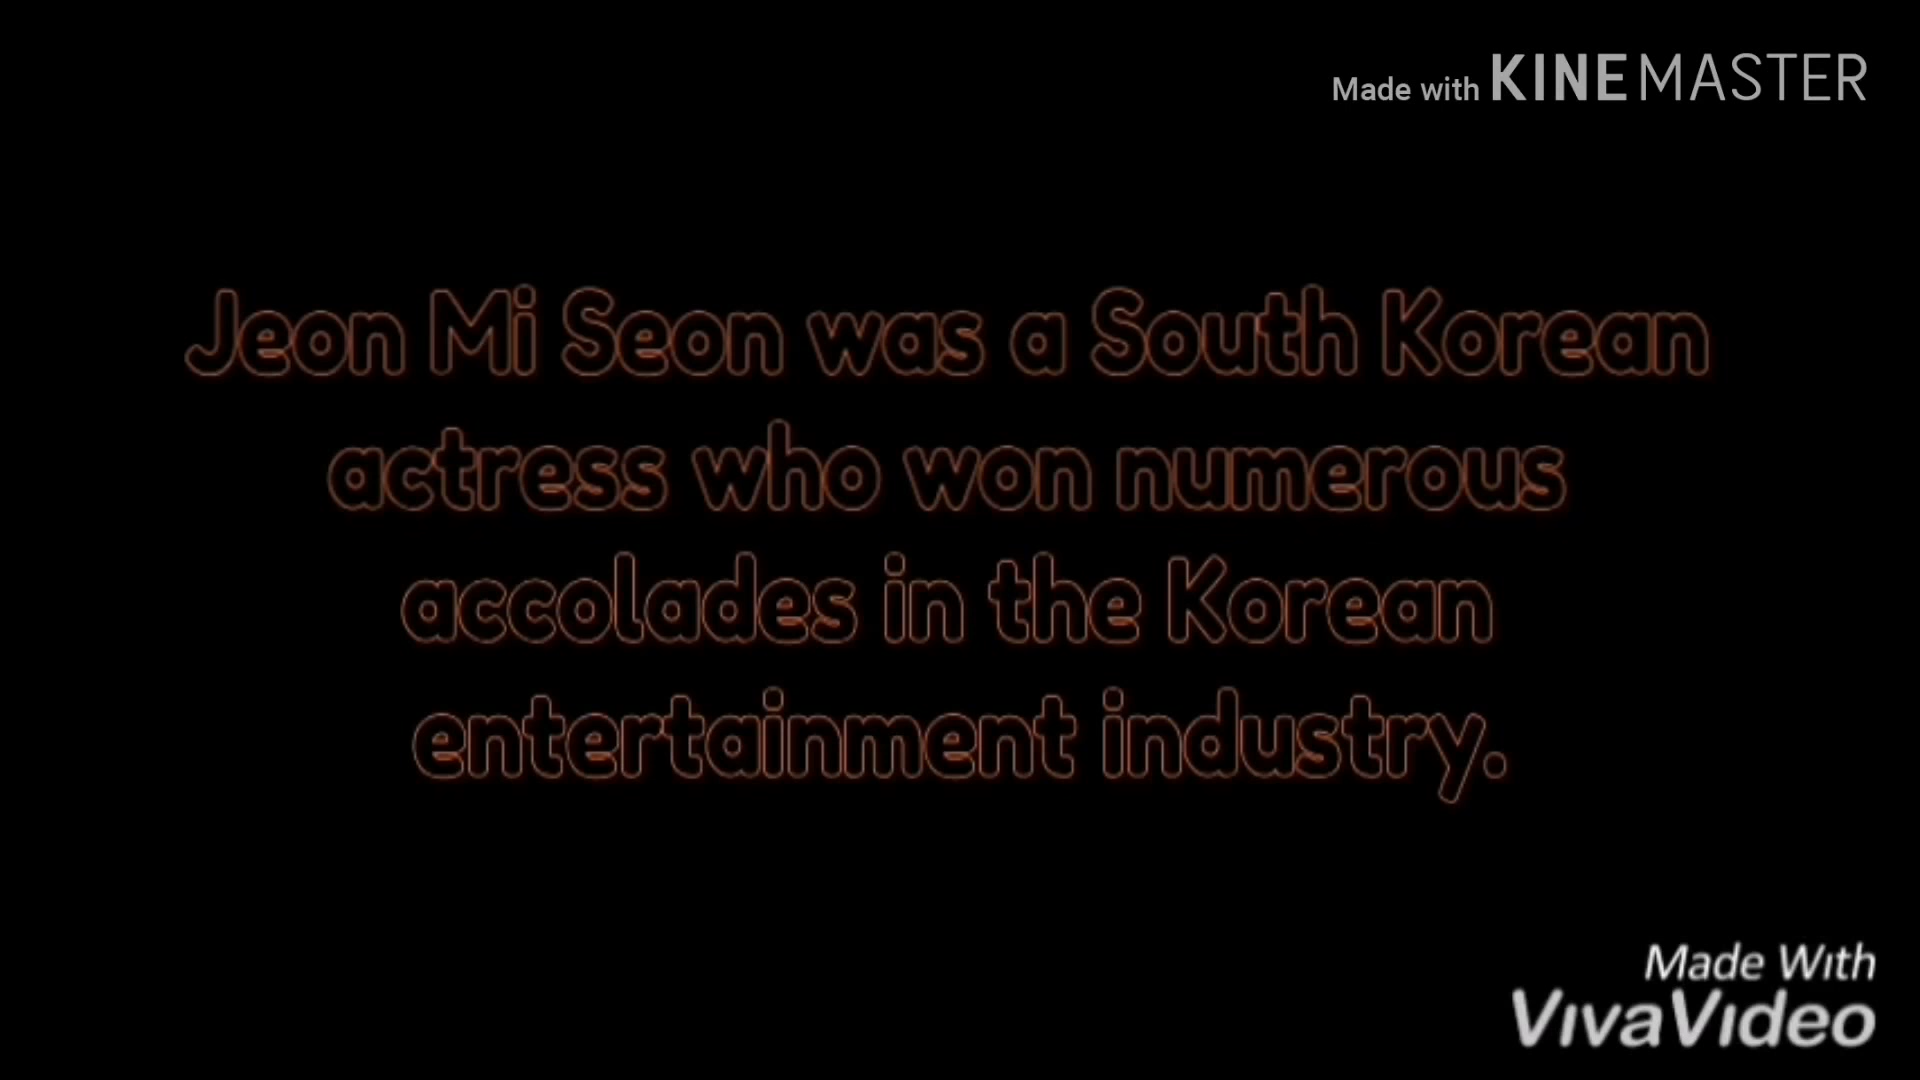 Made with KINEMASTER
Jeon Mi Seon was a South Korean
actress who won numerous
accolades in the Korean
entertainment industry.
Made With
VivaVideo